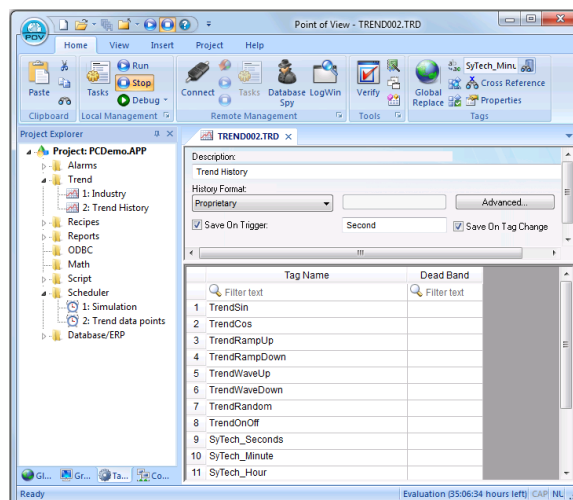 POV
Point of View - TREND002.TRD
Home View Insert Project Help
Paste
Clipboard
Tasks
Run
Stop
Debug
Local Management
Connect
Tasks
Database Spy
LogWin
Remote Management
Verify
Tools
Global Replace
SyTech_Minu
Cross Reference
Properties
Tags
Project Explorer
Project: PCDemo.APP
Alarms
Trend
1: Industry
2: Trend History
Recipes
Reports
ODBC
Math
Script
Scheduler
1: Simulation
2: Trend data points
Database/ERP
Gl... Gr... Ta... Co...
TREND002.TRD
Description:
Trend History
History Format:
Proprietary
Advanced...
Save On Trigger:
Second
Save On Tag Change
Tag Name Dead Band
Filter text Filter text
1 TrendSin
2 TrendCos
3 TrendRampUp
4 TrendRampDown
5 TrendWaveUp
6 TrendWaveDown
7 TrendRandom
8 TrendOnOff
9 SyTech_Seconds
10 SyTech_Minute
11 SyTech_Hour
Ready
Evaluation (35:06:34 hours left) CAP NU